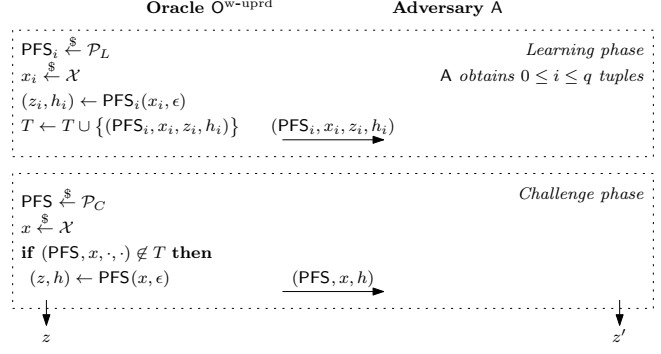 Oracle O^w-uprd Adversary A
PFS_i ←$ 𝒫_L Learning phase
x_i ←$ 𝒳 A obtains 0 ≤ i ≤ q tuples
(z_i, h_i) ← PFS_i(x_i, ϵ)
T ← T ∪ {(PFS_i, x_i, z_i, h_i)} (PFS_i, x_i, z_i, h_i)
PFS ←$ 𝒫_C Challenge phase
x ←$ 𝒳
if (PFS, x, ·, ·) ∉ T then
(z, h) ← PFS(x, ϵ) (PFS, x, h)
z z′